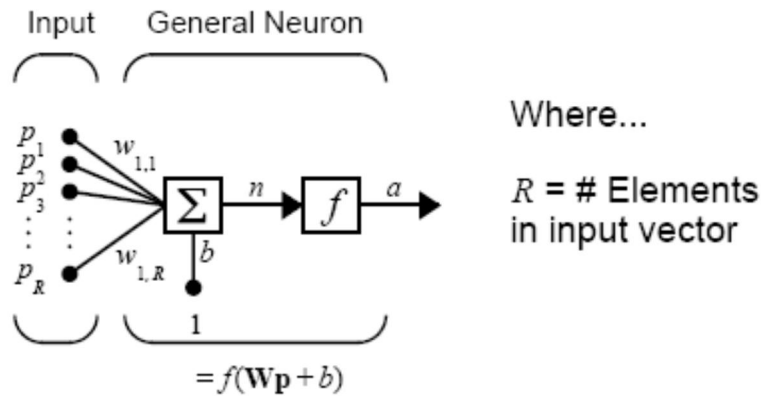 Input General Neuron
Where...
p1 w1,1
p2
p3 Σ n f a
R = # Elements
in input vector
b
pR w1,R
1
= f(Wp + b)